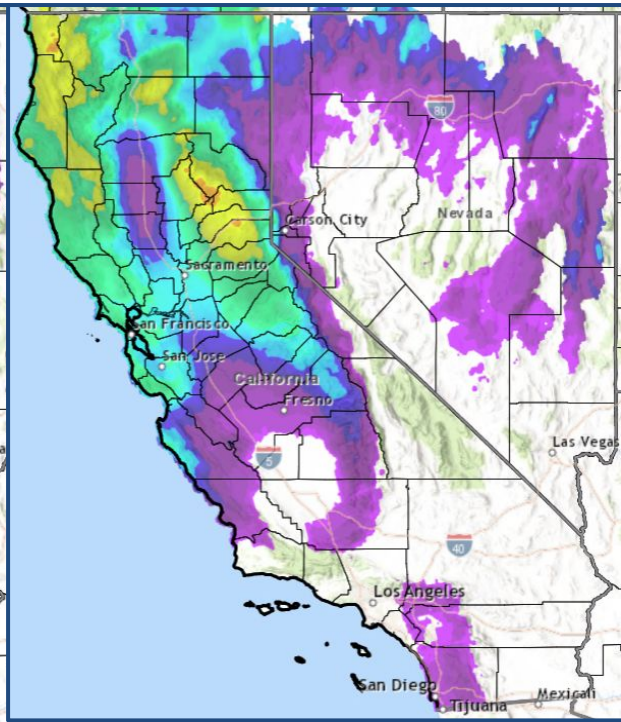 80
Carson City
Nevada
Sacramento
San Francisco
San Jose
California
Fresno
Las Vegas
5
40
Los Angeles
San Diego
Tijuana
Mexicali